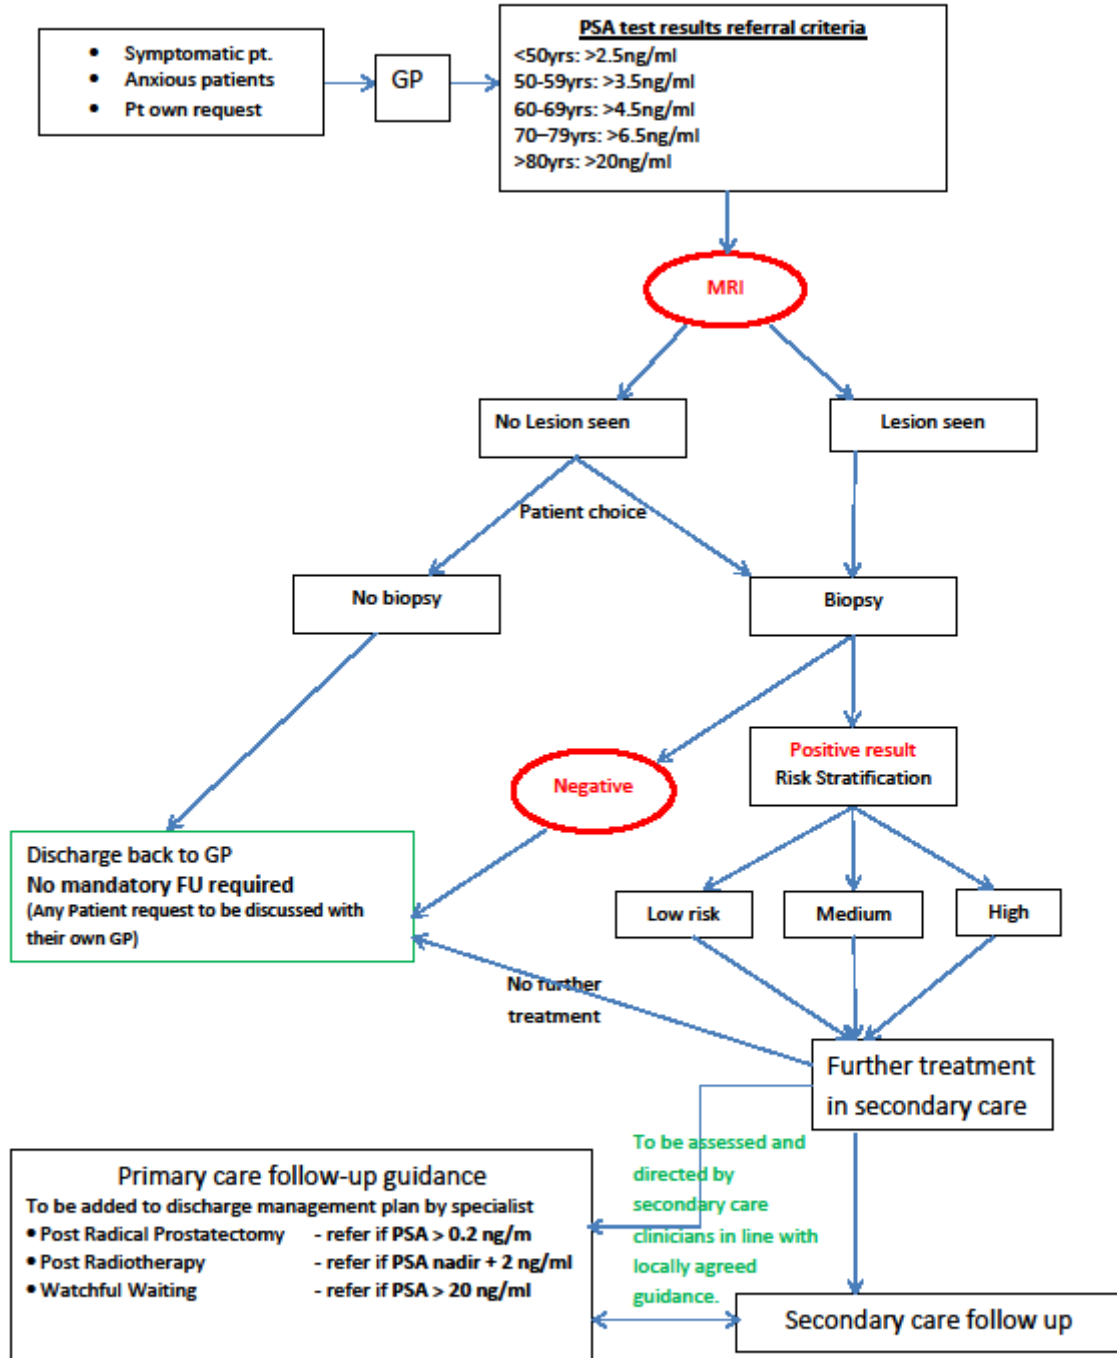 • Symptomatic pt.
• Anxious patients
• Pt own request
GP
PSA test results referral criteria
<50yrs: >2.5ng/ml
50-59yrs: >3.5ng/ml
60-69yrs: >4.5ng/ml
70–79yrs: >6.5ng/ml
>80yrs: >20ng/ml
MRI
No Lesion seen
Lesion seen
Patient choice
No biopsy
Biopsy
Negative
Positive result
Risk Stratification
Discharge back to GP
No mandatory FU required
(Any Patient request to be discussed with
their own GP)
Low risk
Medium
High
No further
treatment
Further treatment
in secondary care
To be assessed and
directed by
secondary care
clinicians in line with
locally agreed
guidance.
Primary care follow-up guidance
To be added to discharge management plan by specialist
• Post Radical Prostatectomy - refer if PSA > 0.2 ng/m
• Post Radiotherapy - refer if PSA nadir + 2 ng/ml
• Watchful Waiting - refer if PSA > 20 ng/ml
Secondary care follow up